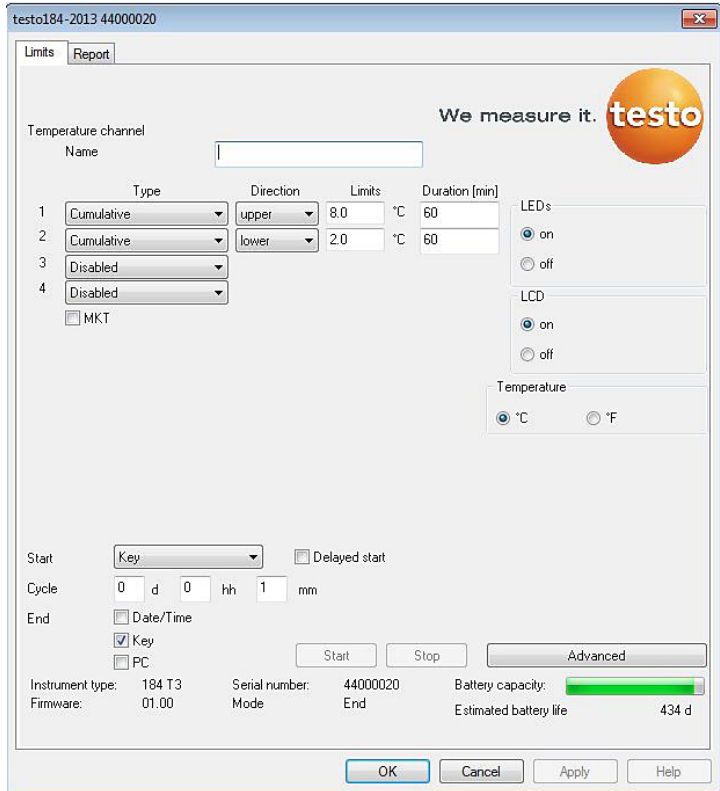 testo184-2013 44000020
Limits Report
We measure it. testo
Temperature channel
Name
Type Direction Limits Duration [min]
1 Cumulative upper 8.0 °C 60
2 Cumulative lower 2.0 °C 60
3 Disabled
4 Disabled
MKT
LEDs
on
off
LCD
on
off
Temperature
°C °F
Start Key Delayed start
Cycle 0 d 0 hh 1 mm
End Date/Time
Key
PC
Start Stop Advanced
Instrument type: 184 T3 Serial number: 44000020 Battery capacity:
Firmware: 01.00 Mode End Estimated battery life 434 d
OK Cancel Apply Help